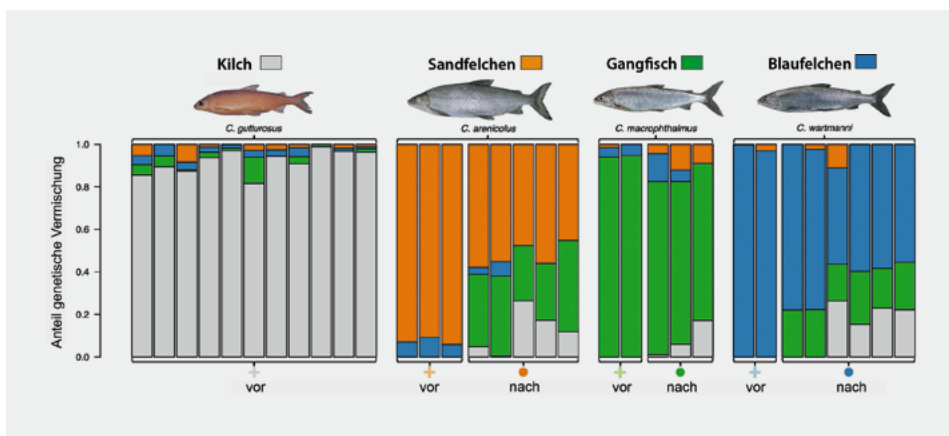 Kilch
Sandfelchen
Gangfisch
Blaufelchen
C. gutturosus
C. arenicolus
C. macrophthalmus
C. wartmanni
Anteil genetische Vermischung
1.0
0.8
0.6
0.4
0.2
0.0
vor
vor
nach
vor
nach
vor
nach